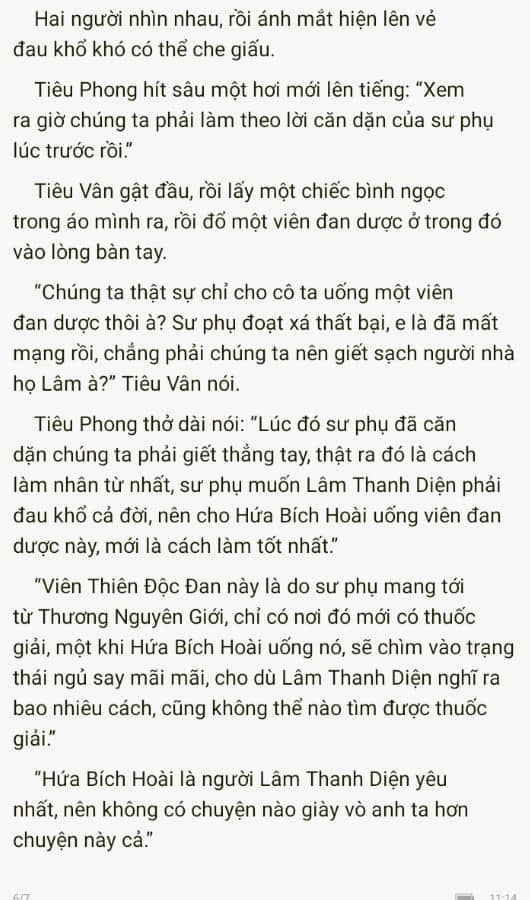 Hai người nhìn nhau, rồi ánh mắt hiện lên vẻ
đau khổ khó có thể che giấu.
Tiêu Phong hít sâu một hơi mới lên tiếng: “Xem
ra giờ chúng ta phải làm theo lời căn dặn của sư phụ
lúc trước rồi.”
Tiêu Vân gật đầu, rồi lấy một chiếc bình ngọc
trong áo mình ra, rồi đổ một viên đan dược ở trong đó
vào lòng bàn tay.
“Chúng ta thật sự chỉ cho cô ta uống một viên
đan dược thôi à? Sư phụ đoạt xá thất bại, e là đã mất
mạng rồi, chẳng phải chúng ta nên giết sạch người nhà
họ Lâm à?” Tiêu Vân nói.
Tiêu Phong thở dài nói: “Lúc đó sư phụ đã căn
dặn chúng ta phải giết thẳng tay, thật ra đó là cách
làm nhân từ nhất, sư phụ muốn Lâm Thanh Diện phải
đau khổ cả đời, nên cho Hứa Bích Hoài uống viên đan
dược này, mới là cách làm tốt nhất.”
“Viên Thiên Độc Đan này là do sư phụ mang tới
từ Thương Nguyên Giới, chỉ có nơi đó mới có thuốc
giải, một khi Hứa Bích Hoài uống nó, sẽ chìm vào trạng
thái ngủ say mãi mãi, cho dù Lâm Thanh Diện nghĩ ra
bao nhiêu cách, cũng không thể nào tìm được thuốc
giải.”
“Hứa Bích Hoài là người Lâm Thanh Diện yêu
nhất, nên không có chuyện nào giày vò anh ta hơn
chuyện này cả.”
6/7
11:14